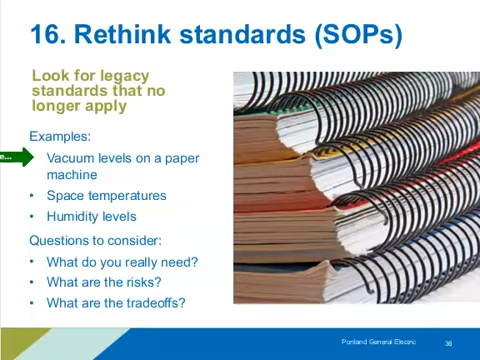 16. Rethink standards (SOPs)
Look for legacy
standards that no
longer apply
Examples:
Vacuum levels on a paper
machine
• Space temperatures
• Humidity levels
Questions to consider:
• What do you really need?
• What are the risks?
• What are the tradeoffs?
Portland General Electric